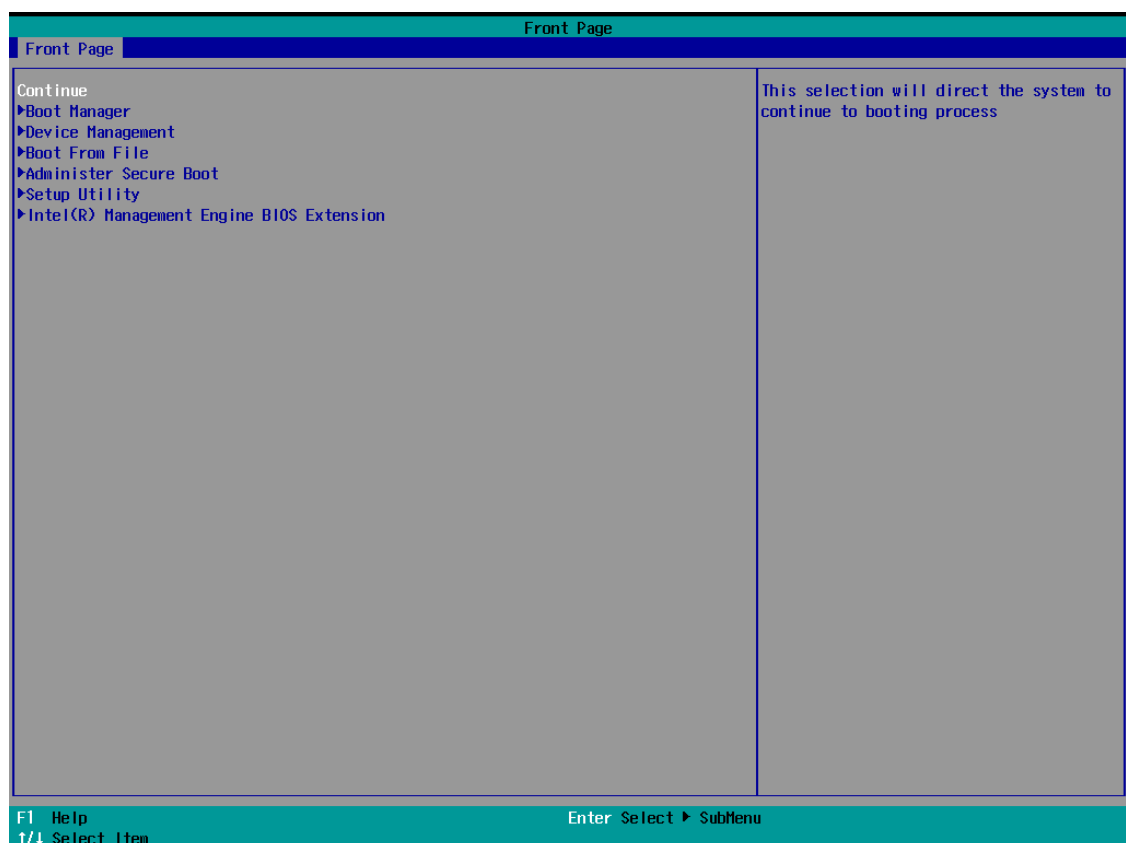 Front Page
Front Page
Continue
▶Boot Manager
▶Device Management
▶Boot From File
▶Administer Secure Boot
▶Setup Utility
▶Intel(R) Management Engine BIOS Extension
This selection will direct the system to
continue to booting process
F1 Help
Enter Select ▶ SubMenu
↑/↓ Select Item